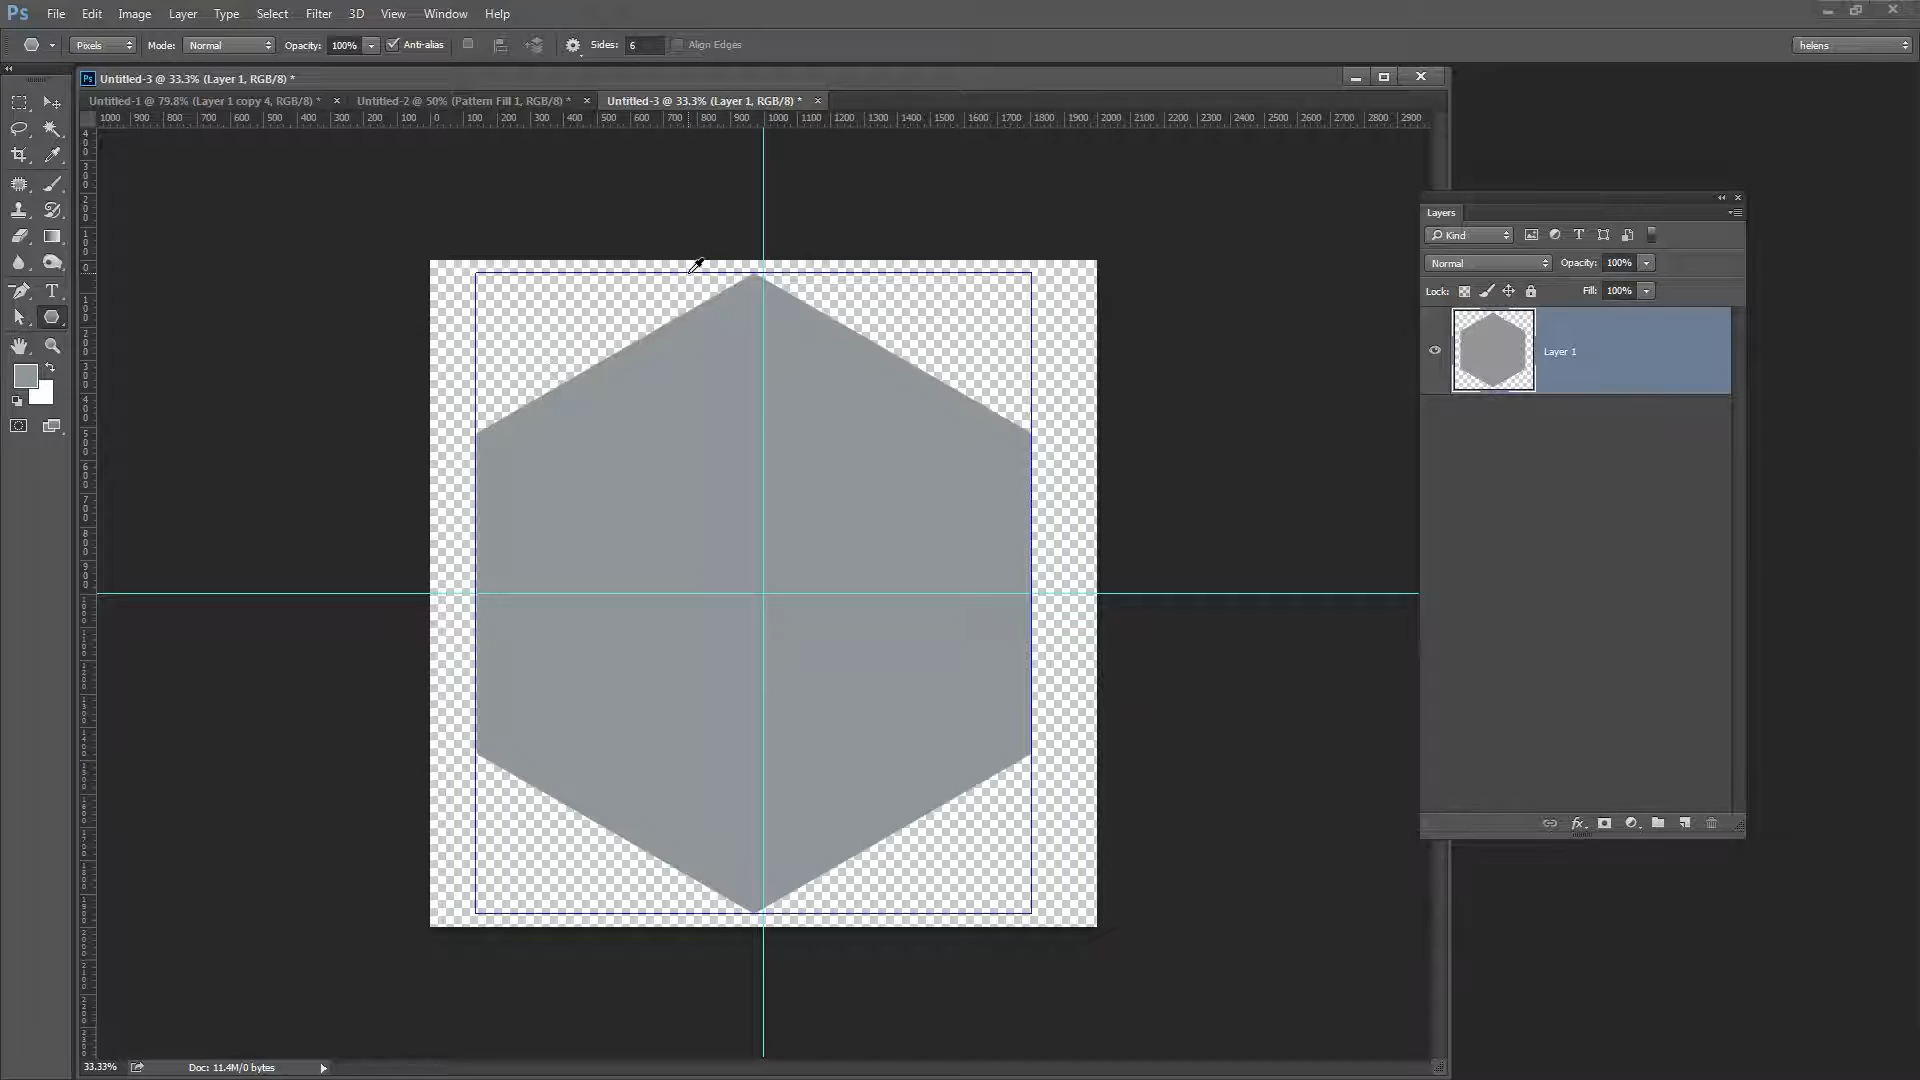 Ps File Edit Image Layer Type Select Filter 3D View Window Help
Pixels Mode: Normal Opacity: 100% Anti-alias Sides: 6 Align Edges helens
Ps Untitled-3 @ 33.3% (Layer 1, RGB/8) *
Untitled-1 @ 79.8% (Layer 1 copy 4, RGB/8) * × Untitled-2 @ 50% (Pattern Fill 1, RGB/8) * × Untitled-3 @ 33.3% (Layer 1, RGB/8) * ×
1000 900 800 700 600 500 400 300 200 100 0 100 200 300 400 500 600 700 800 900 1000 1100 1200 1300 1400 1500 1600 1700 1800 1900 2000 2100 2200 2300 2400 2500 2600 2700 2800 2900
Layers
Kind
Normal Opacity: 100%
Lock: Fill: 100%
Layer 1
fx
33.33% Doc: 11.4M/0 bytes